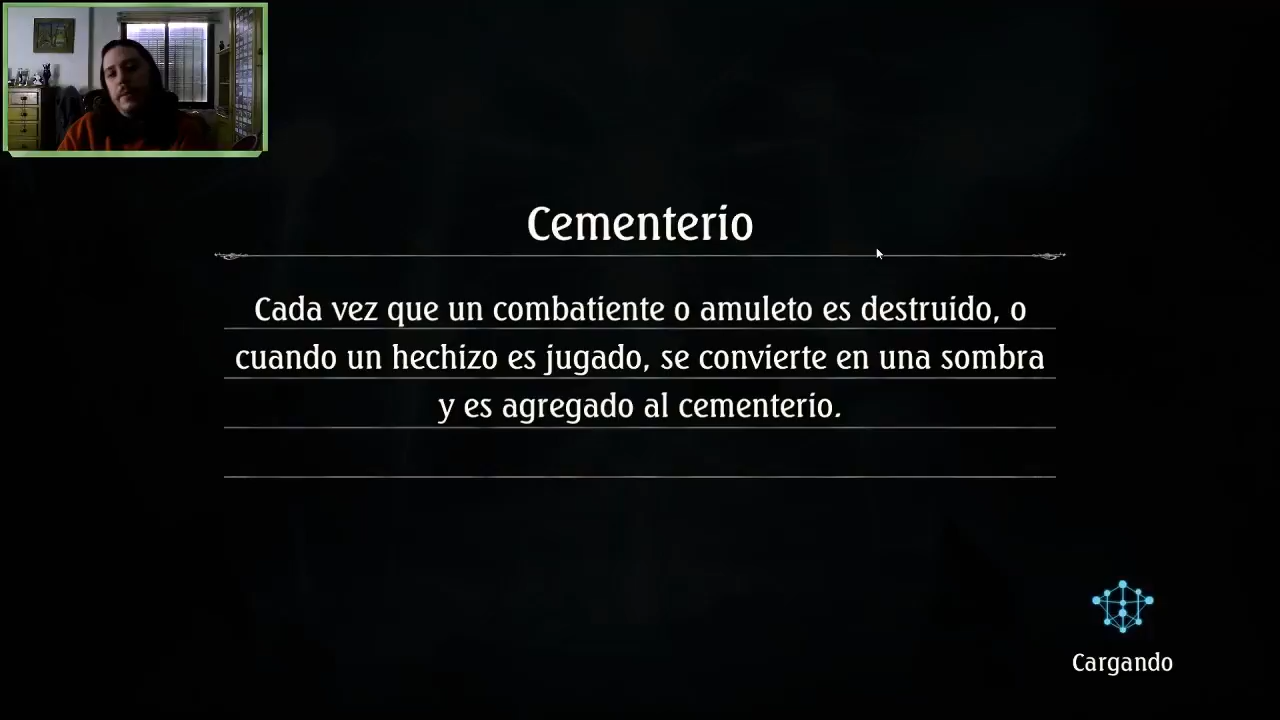 Cementerio
Cada vez que un combatiente o amuleto es destruido, o
cuando un hechizo es jugado, se convierte en una sombra
y es agregado al cementerio.
Cargando